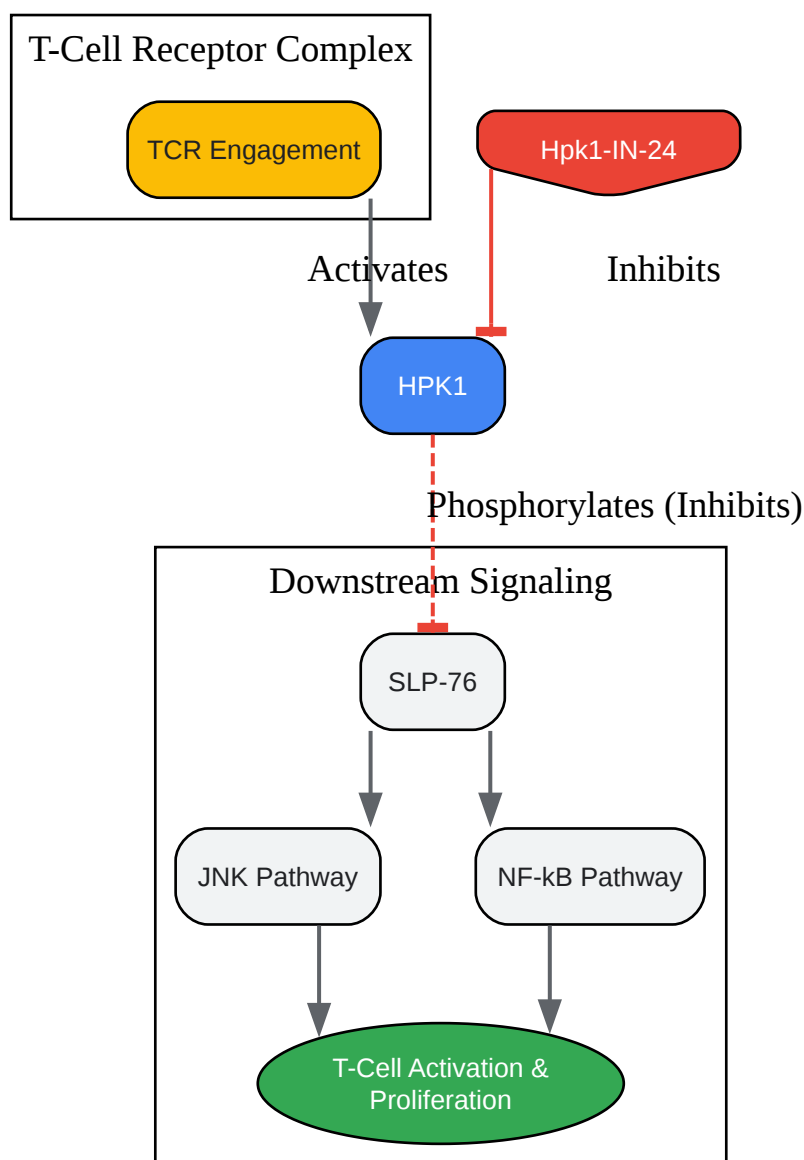 T-Cell Receptor Complex
TCR Engagement
Hpk1-IN-24
Activates
Inhibits
HPK1
Phosphorylates (Inhibits)
Downstream Signaling
SLP-76
JNK Pathway
NF-kB Pathway
T-Cell Activation &
Proliferation